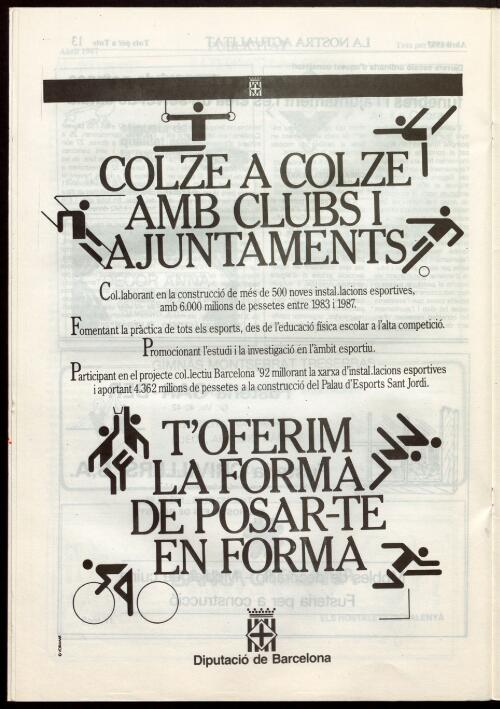 COLZE A COLZE
AMB CLUBS I
AJUNTAMENTS
Col.laborant en la construcció de més de 500 noves instal.lacions esportives,
amb 6.000 milions de pessetes entre 1983 i 1987.
Fomentant la pràctica de tots els esports, des de l'educació física escolar a l'alta competició.
Promocionant l'estudi i la investigació en l'àmbit esportiu.
Participant en el projecte col.lectiu Barcelona '92 millorant la xarxa d'instal.lacions esportives
i aportant 4.362 milions de pessetes a la construcció del Palau d'Esports Sant Jordi.
T'OFERIM
LA FORMA
DE POSAR-TE
EN FORMA
Diputació de Barcelona